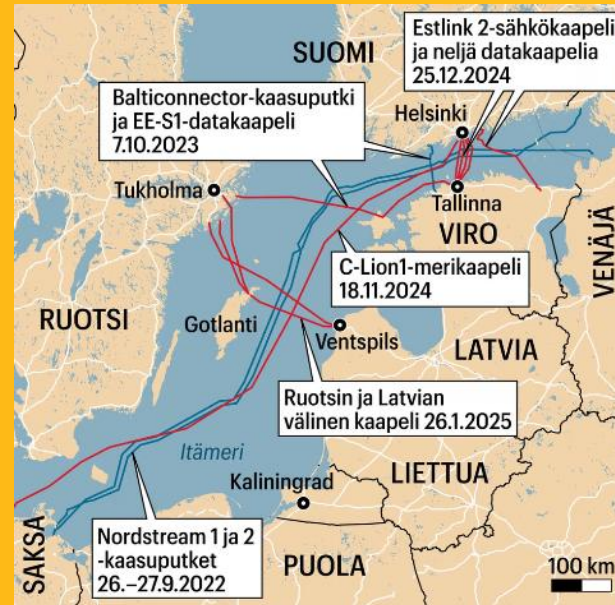 SUOMI
Estlink 2-sähkökaapeli
ja neljä datakaapelia
25.12.2024
Balticonnector-kaasuputki
ja EE-S1-datakaapeli
7.10.2023
Helsinki
Tukholma
Tallinna
VIRO
VENÄJÄ
C-Lion1-merikaapeli
18.11.2024
RUOTSI
Gotlanti
Ventspils
LATVIA
Ruotsin ja Latvian
välinen kaapeli 26.1.2025
Itämeri
LIETTUA
Kaliningrad
SAKSA
Nordstream 1 ja 2
-kaasuputket
26.–27.9.2022
PUOLA
100 km